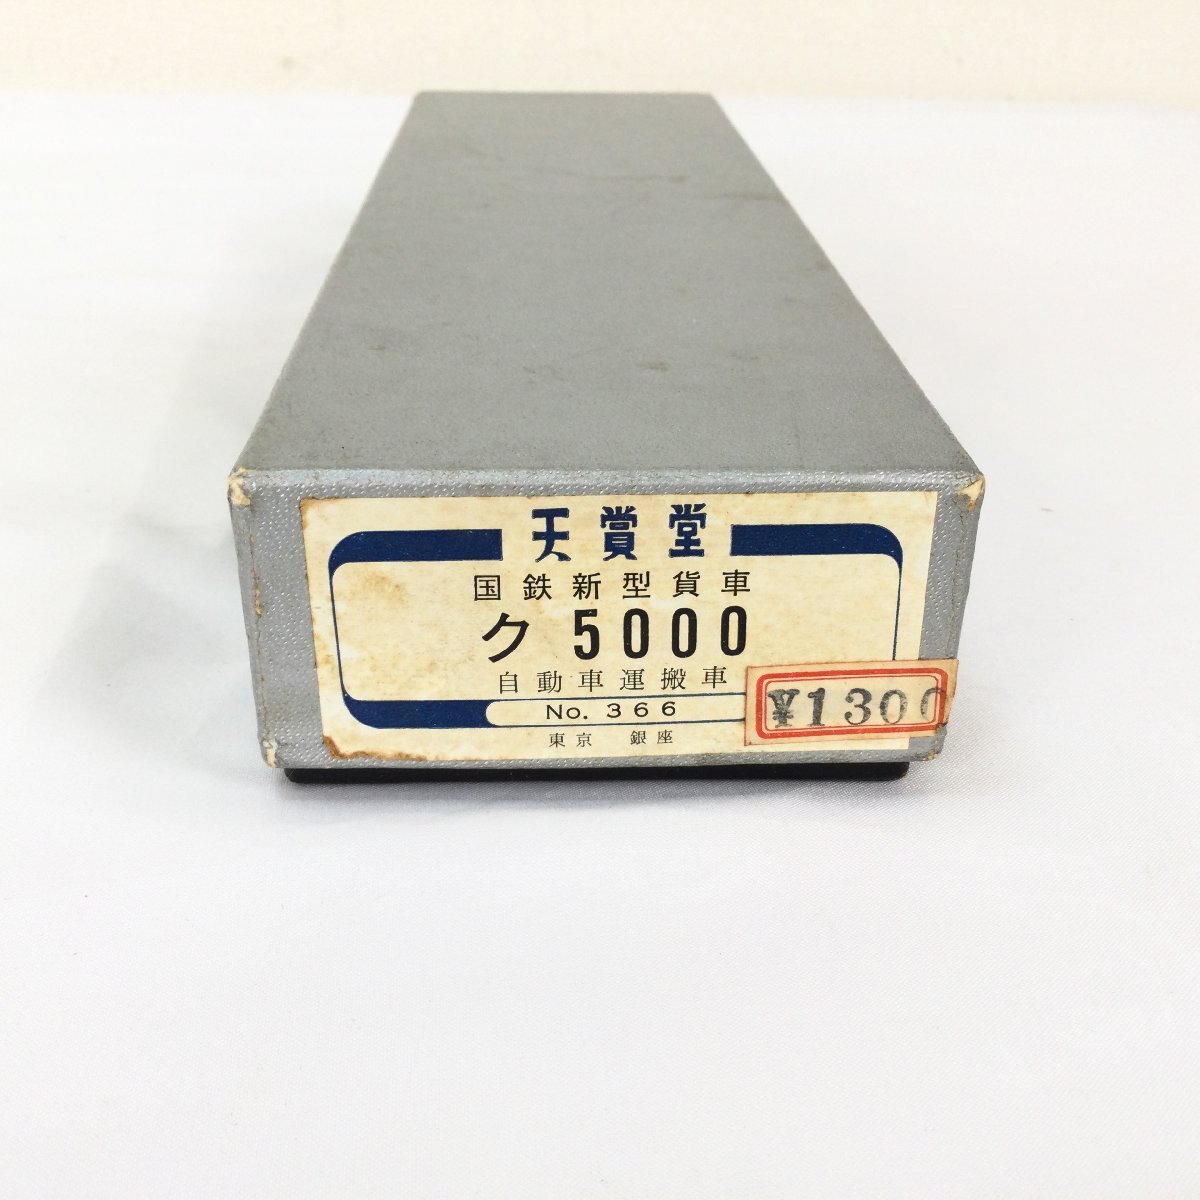 天賞堂
国鉄新型貨車
ク5000
自動車運搬車
No. 366
¥1300
東京 銀座